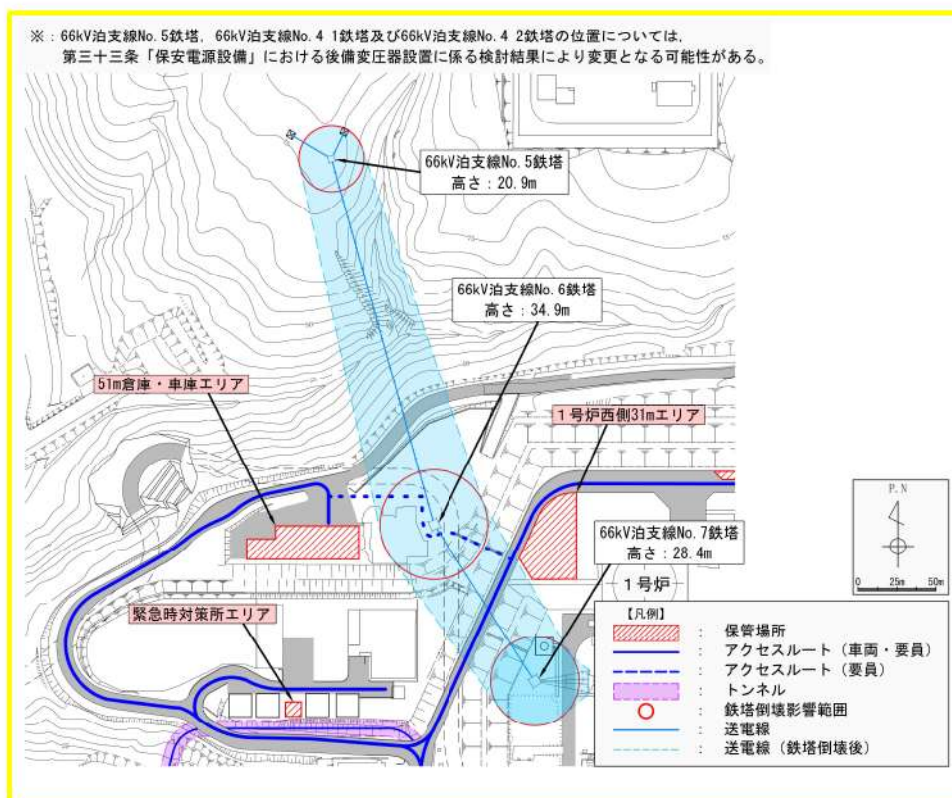 ※：66kV泊支線No.5鉄塔，66kV泊支線No.4 1鉄塔及び66kV泊支線No.4 2鉄塔の位置については，
第三十三条「保安電源設備」における後備変圧器設置に係る検討結果により変更となる可能性がある。
66kV泊支線No.5鉄塔
高さ：20.9m
66kV泊支線No.6鉄塔
高さ：34.9m
51m倉庫・車庫エリア
1号炉西側31mエリア
66kV泊支線No.7鉄塔
高さ：28.4m
P.N
0 25m 50m
1号炉
緊急時対策所エリア
【凡例】
： 保管場所
： アクセスルート（車両・要員）
： アクセスルート（要員）
： トンネル
： 鉄塔倒壊影響範囲
： 送電線
： 送電線（鉄塔倒壊後）